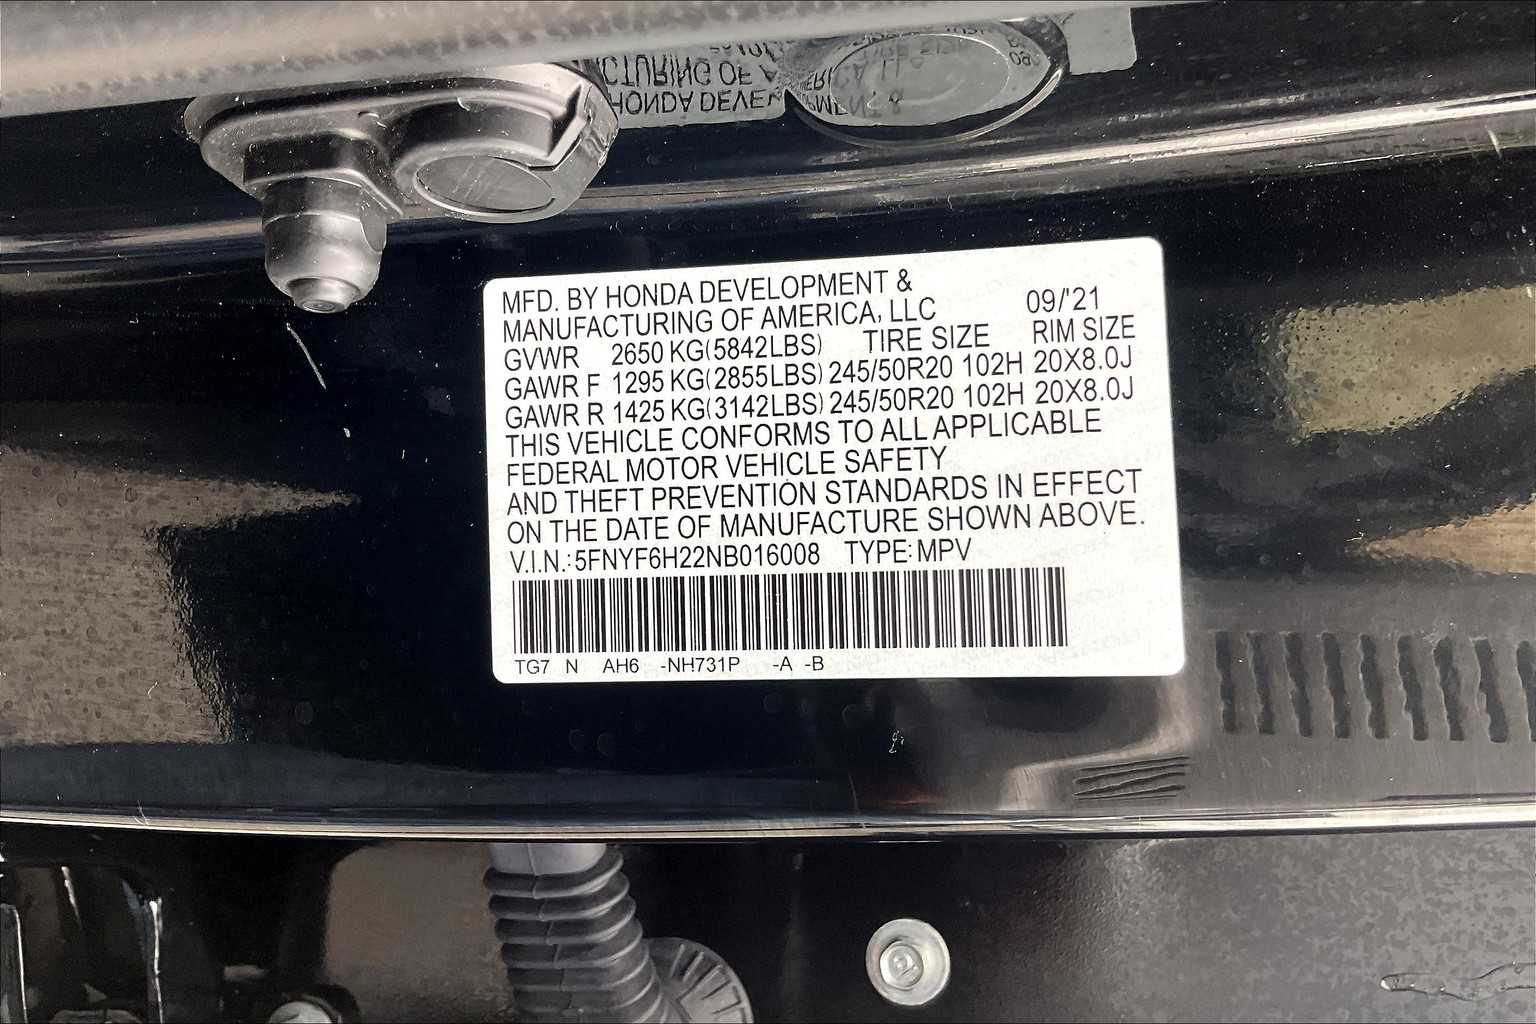 MFD. BY HONDA DEVELOPMENT &
MANUFACTURING OF AMERICA, LLC 09/'21
GVWR 2650 KG(5842LBS) TIRE SIZE RIM SIZE
GAWR F 1295 KG(2855LBS) 245/50R20 102H 20X8.0J
GAWR R 1425 KG(3142LBS) 245/50R20 102H 20X8.0J
THIS VEHICLE CONFORMS TO ALL APPLICABLE
FEDERAL MOTOR VEHICLE SAFETY
AND THEFT PREVENTION STANDARDS IN EFFECT
ON THE DATE OF MANUFACTURE SHOWN ABOVE.
V.I.N.: 5FNYF6H22NB016008 TYPE: MPV
TG7 N AH6 -NH731P -A -B